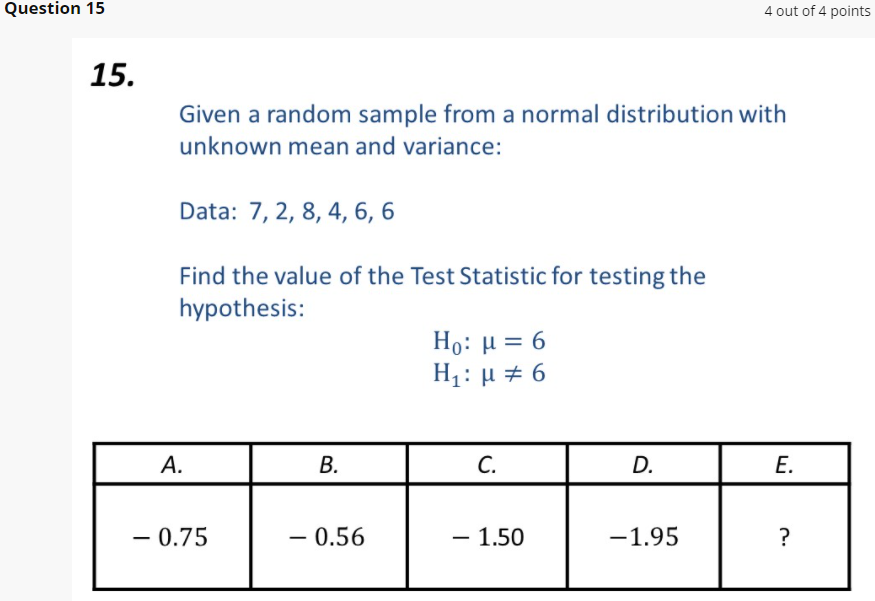 Question 15
4 out of 4 points
15.
Given a random sample from a normal distribution with
unknown mean and variance:
Data: 7, 2, 8, 4, 6, 6
Find the value of the Test Statistic for testing the
hypothesis:
H₀: μ = 6
H₁: μ ≠ 6
A. B. C. D. E.
− 0.75 − 0.56 − 1.50 −1.95 ?